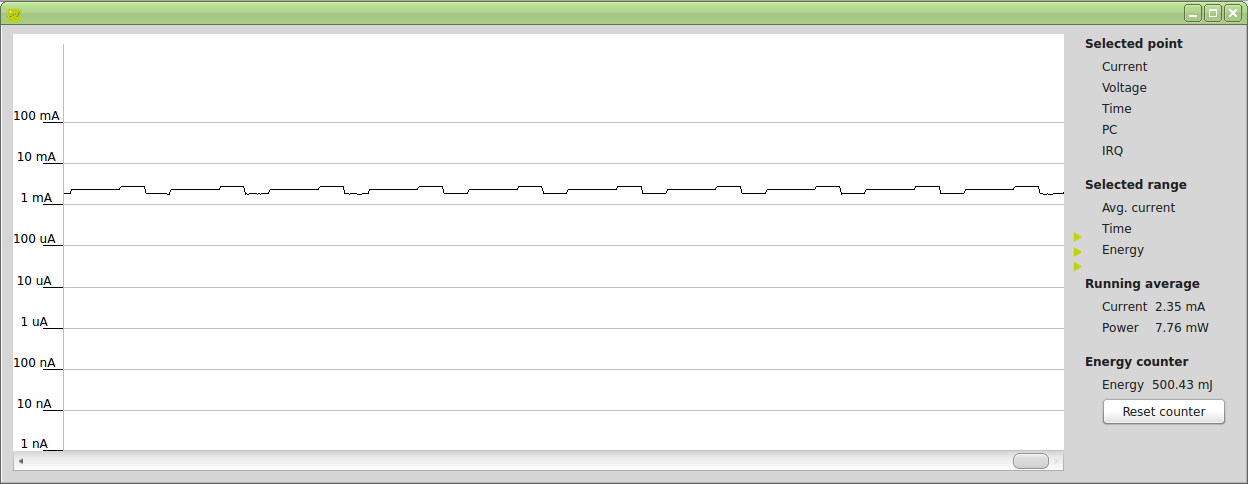 100 mA
10 mA
1 mA
100 uA
10 uA
1 uA
100 nA
10 nA
1 nA
Selected point
Current
Voltage
Time
PC
IRQ
Selected range
Avg. current
Time
Energy
Running average
Current 2.35 mA
Power 7.76 mW
Energy counter
Energy 500.43 mJ
Reset counter